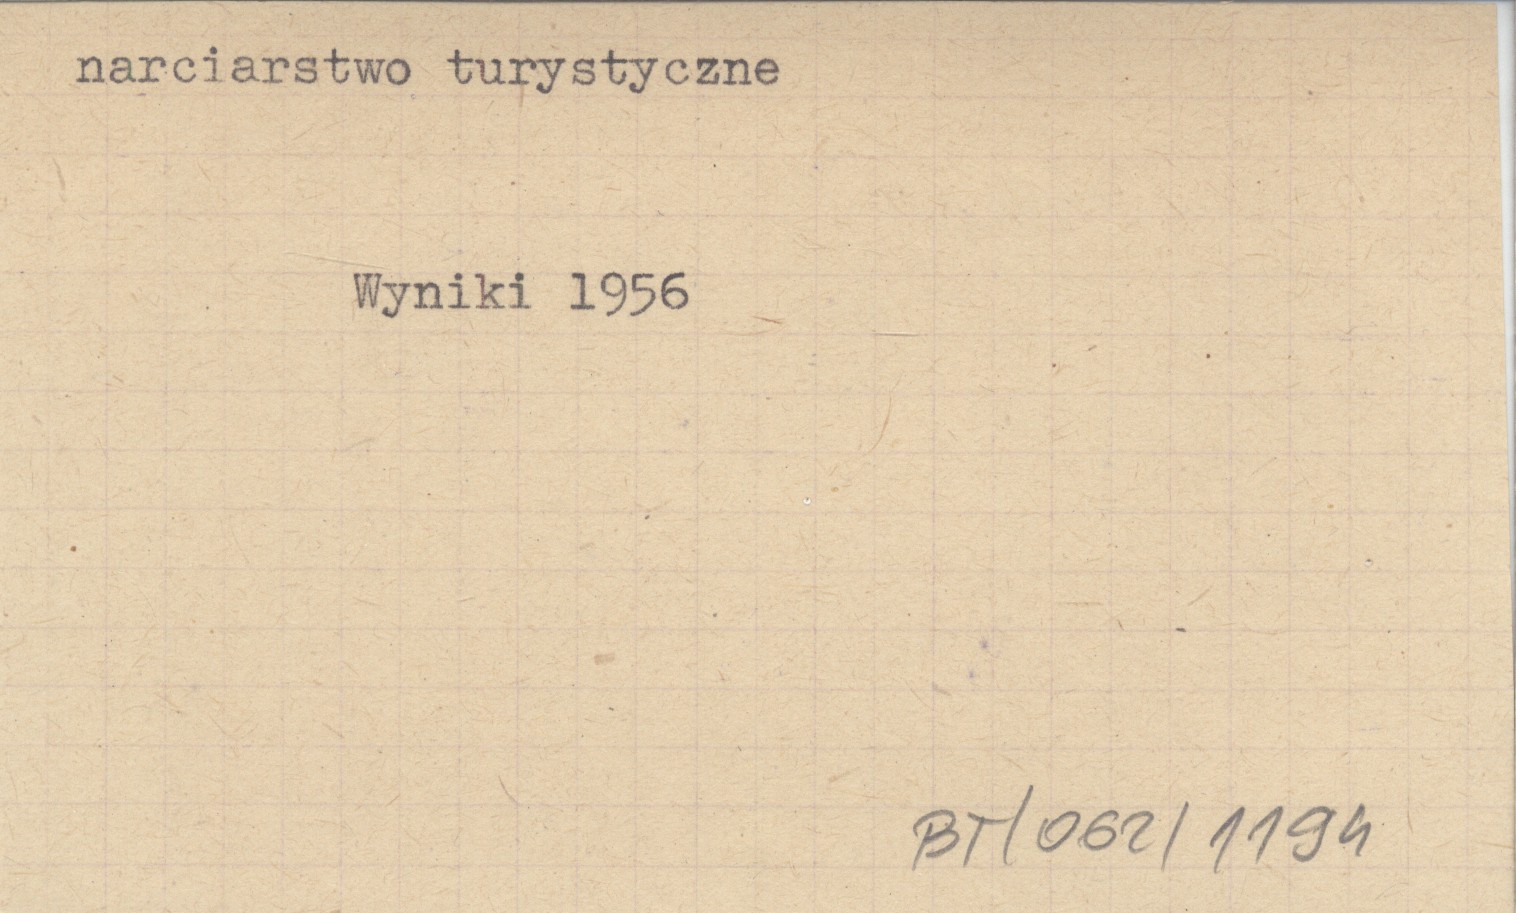 narciarstwo turystyczne
Wyniki 1956
BT/062/1194